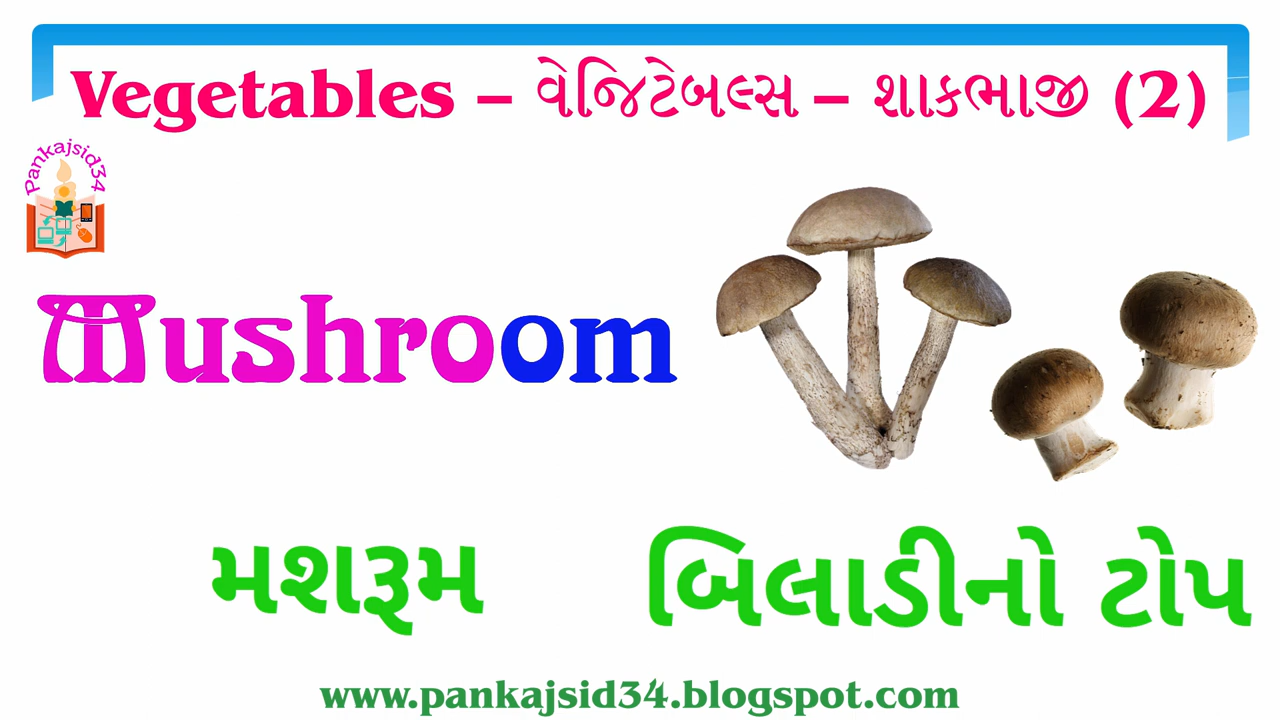 Vegetables – વેજિટેબલ્સ – શાકભાજી (2)
Pankajsid34
Mushroom
મશરૂમ બિલાડીનો ટોપ
www.pankajsid34.blogspot.com